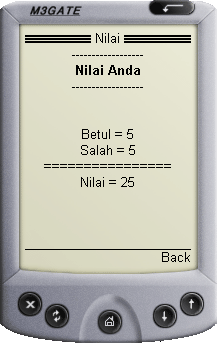 M3GATE
Nilai
--------------------
Nilai Anda
--------------------
Betul = 5
Salah = 5
================
Nilai = 25
Back